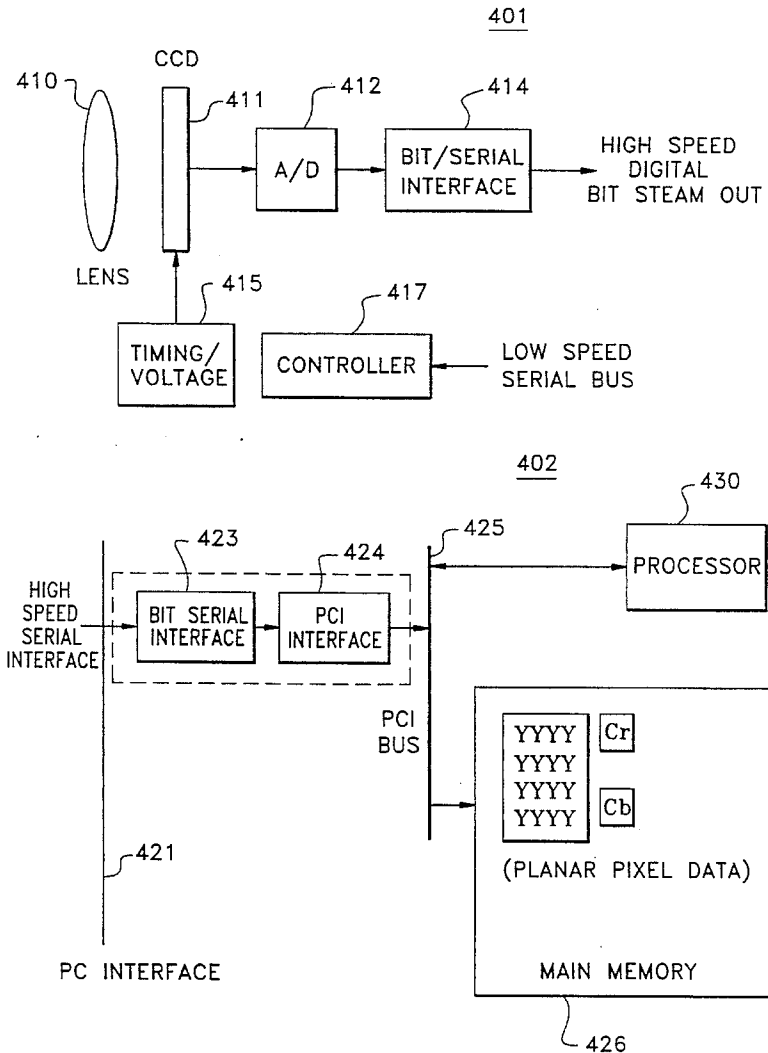 401
CCD
410
411
412
414
A/D
BIT/SERIAL
INTERFACE
HIGH SPEED
DIGITAL
BIT STEAM OUT
LENS
415
417
TIMING/
VOLTAGE
CONTROLLER
LOW SPEED
SERIAL BUS
402
430
423
424
425
PROCESSOR
HIGH
SPEED
SERIAL
INTERFACE
BIT SERIAL
INTERFACE
PCI
INTERFACE
PCI
BUS
YYYY
YYYY
YYYY
YYYY
Cr
Cb
(PLANAR PIXEL DATA)
421
PC INTERFACE
MAIN MEMORY
426